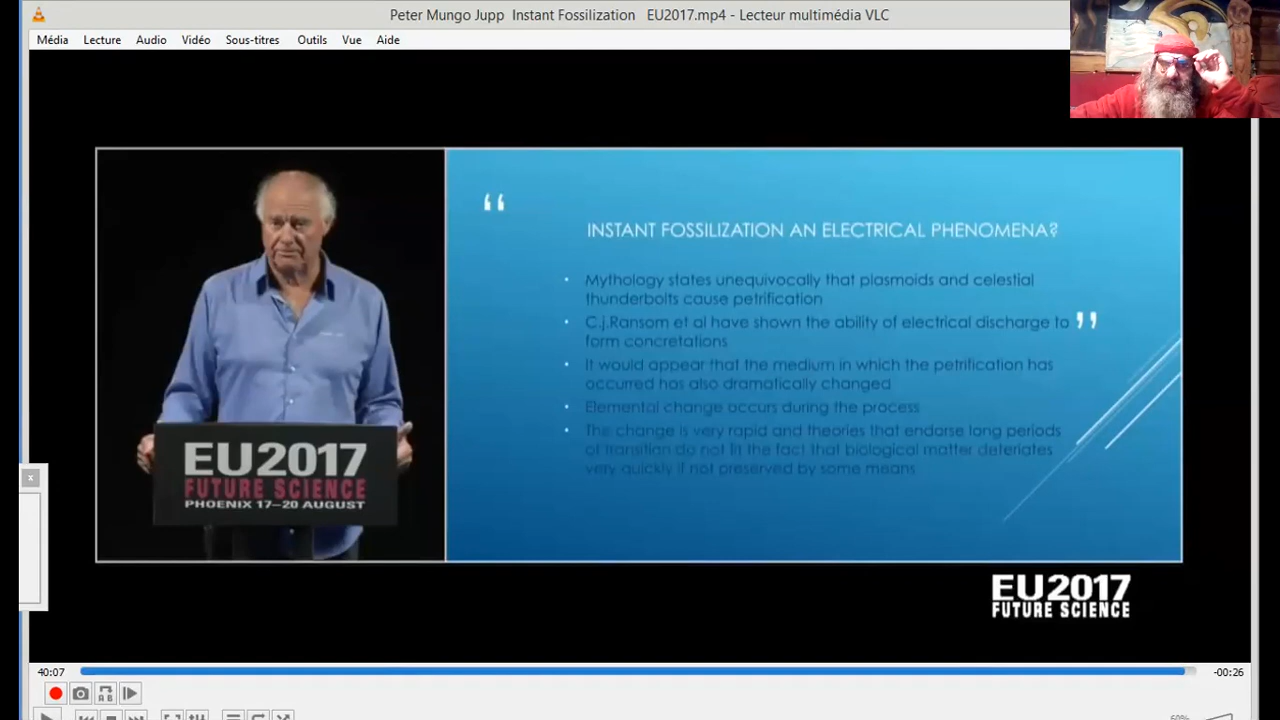 Peter Mungo Jupp Instant Fossilization EU2017.mp4 - Lecteur multimédia VLC
Média Lecture Audio Vidéo Sous-titres Outils Vue Aide
“
INSTANT FOSSILIZATION AN ELECTRICAL PHENOMENA?
• Mythology states unequivocally that plasmoids and celestial
thunderbolts cause petrification
• C.j.Ransom et al have shown the ability of electrical discharge to
form concretations
”
• It would appear that the medium in which the petrification has
occurred has also dramatically changed
• Elemental change occurs during the process
• The change is very rapid and theories that endorse long periods
of transition do not fit the fact that biological matter deteriates
very quickly if not preserved by some means
EU2017
FUTURE SCIENCE
PHOENIX 17–20 AUGUST
EU2017
FUTURE SCIENCE
x
40:07
-00:26
A B